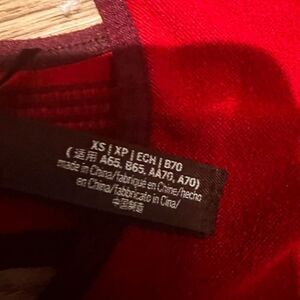 XS | XP | ECH | B70
(适用 A65, B65, AA70, A70)
made in China/fabriqué en Chine/hecho
en China/fabbricato in Cina/
中国制造